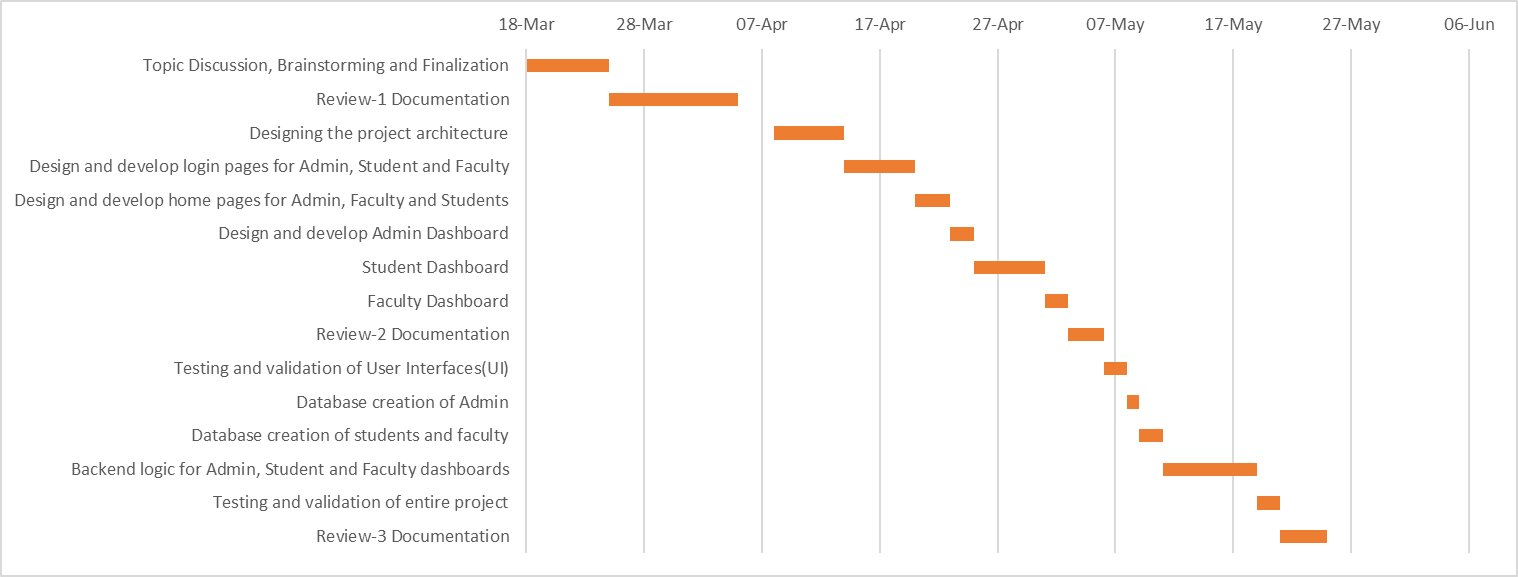 18-Mar 28-Mar 07-Apr 17-Apr 27-Apr 07-May 17-May 27-May 06-Jun
Topic Discussion, Brainstorming and Finalization
Review-1 Documentation
Designing the project architecture
Design and develop login pages for Admin, Student and Faculty
Design and develop home pages for Admin, Faculty and Students
Design and develop Admin Dashboard
Student Dashboard
Faculty Dashboard
Review-2 Documentation
Testing and validation of User Interfaces(UI)
Database creation of Admin
Database creation of students and faculty
Backend logic for Admin, Student and Faculty dashboards
Testing and validation of entire project
Review-3 Documentation